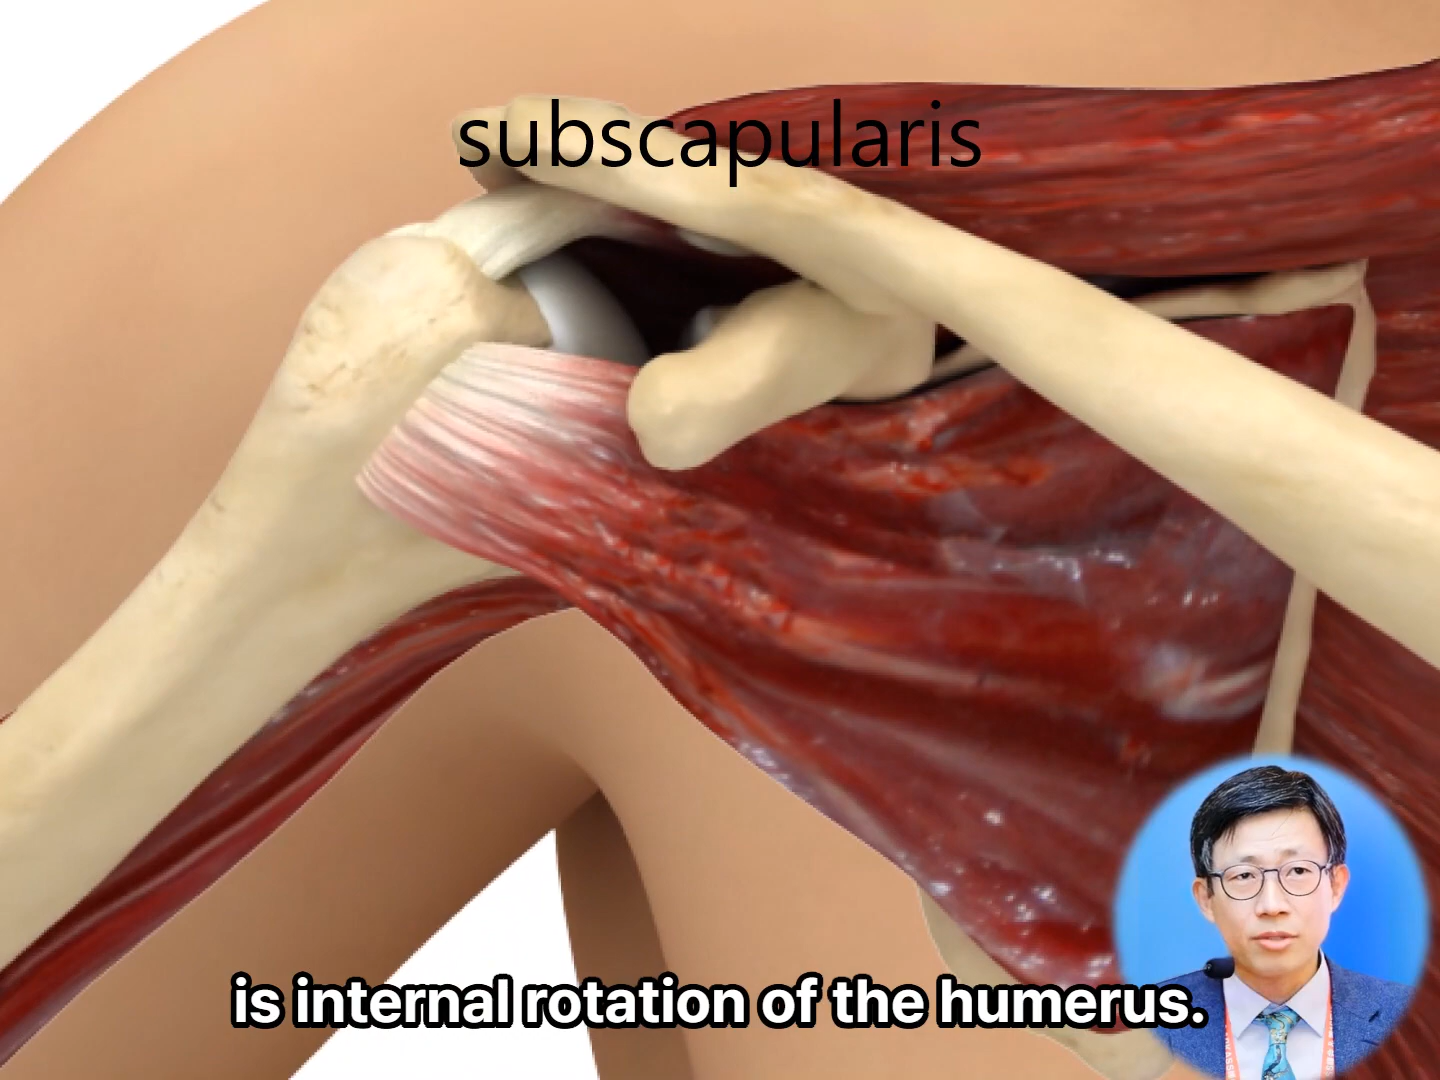 subscapularis
is internal rotation of the humerus.